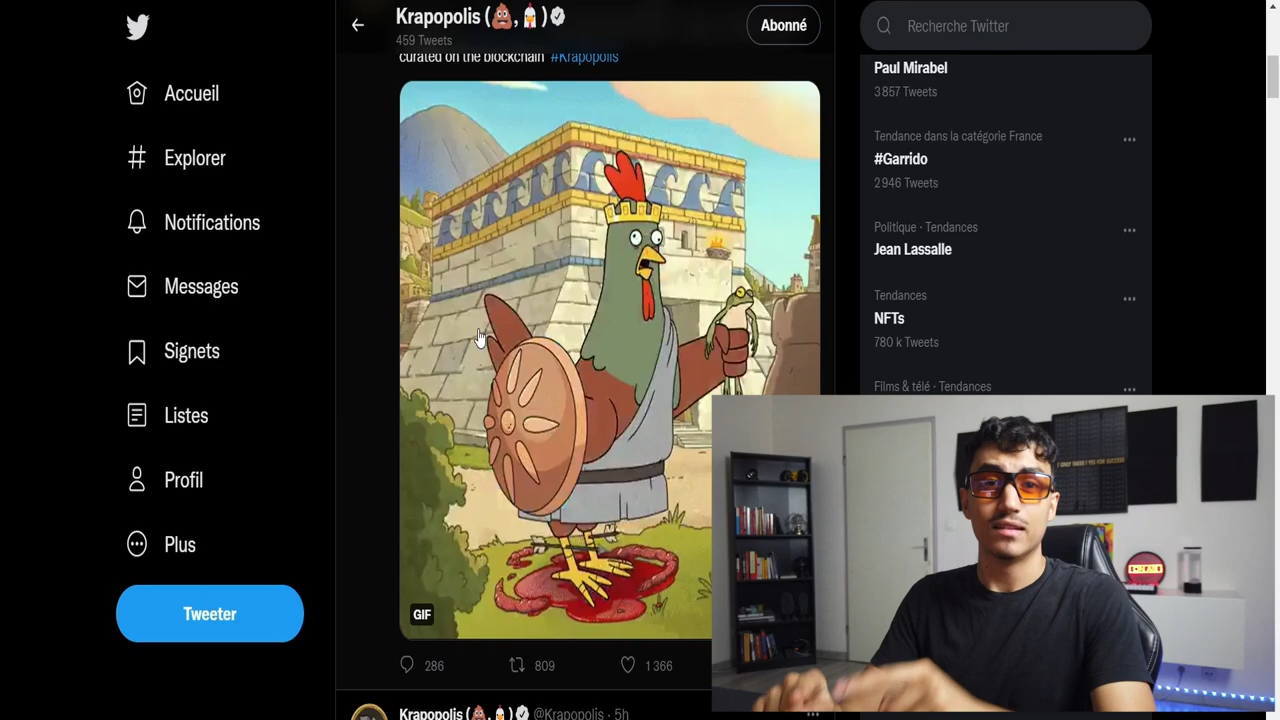 Krapopolis (💩,🐔)
459 Tweets
Abonné
Recherche Twitter
Accueil
Explorer
Notifications
Messages
Signets
Listes
Profil
Plus
Tweeter
curated on the blockchain #Krapopolis
GIF
286
809
1 366
Krapopolis (💩,🐔) @Krapopolis · 5h
Paul Mirabel
3 857 Tweets
Tendance dans la catégorie France
#Garrido
2 946 Tweets
Politique · Tendances
Jean Lassalle
Tendances
NFTs
780 k Tweets
Films & télé · Tendances